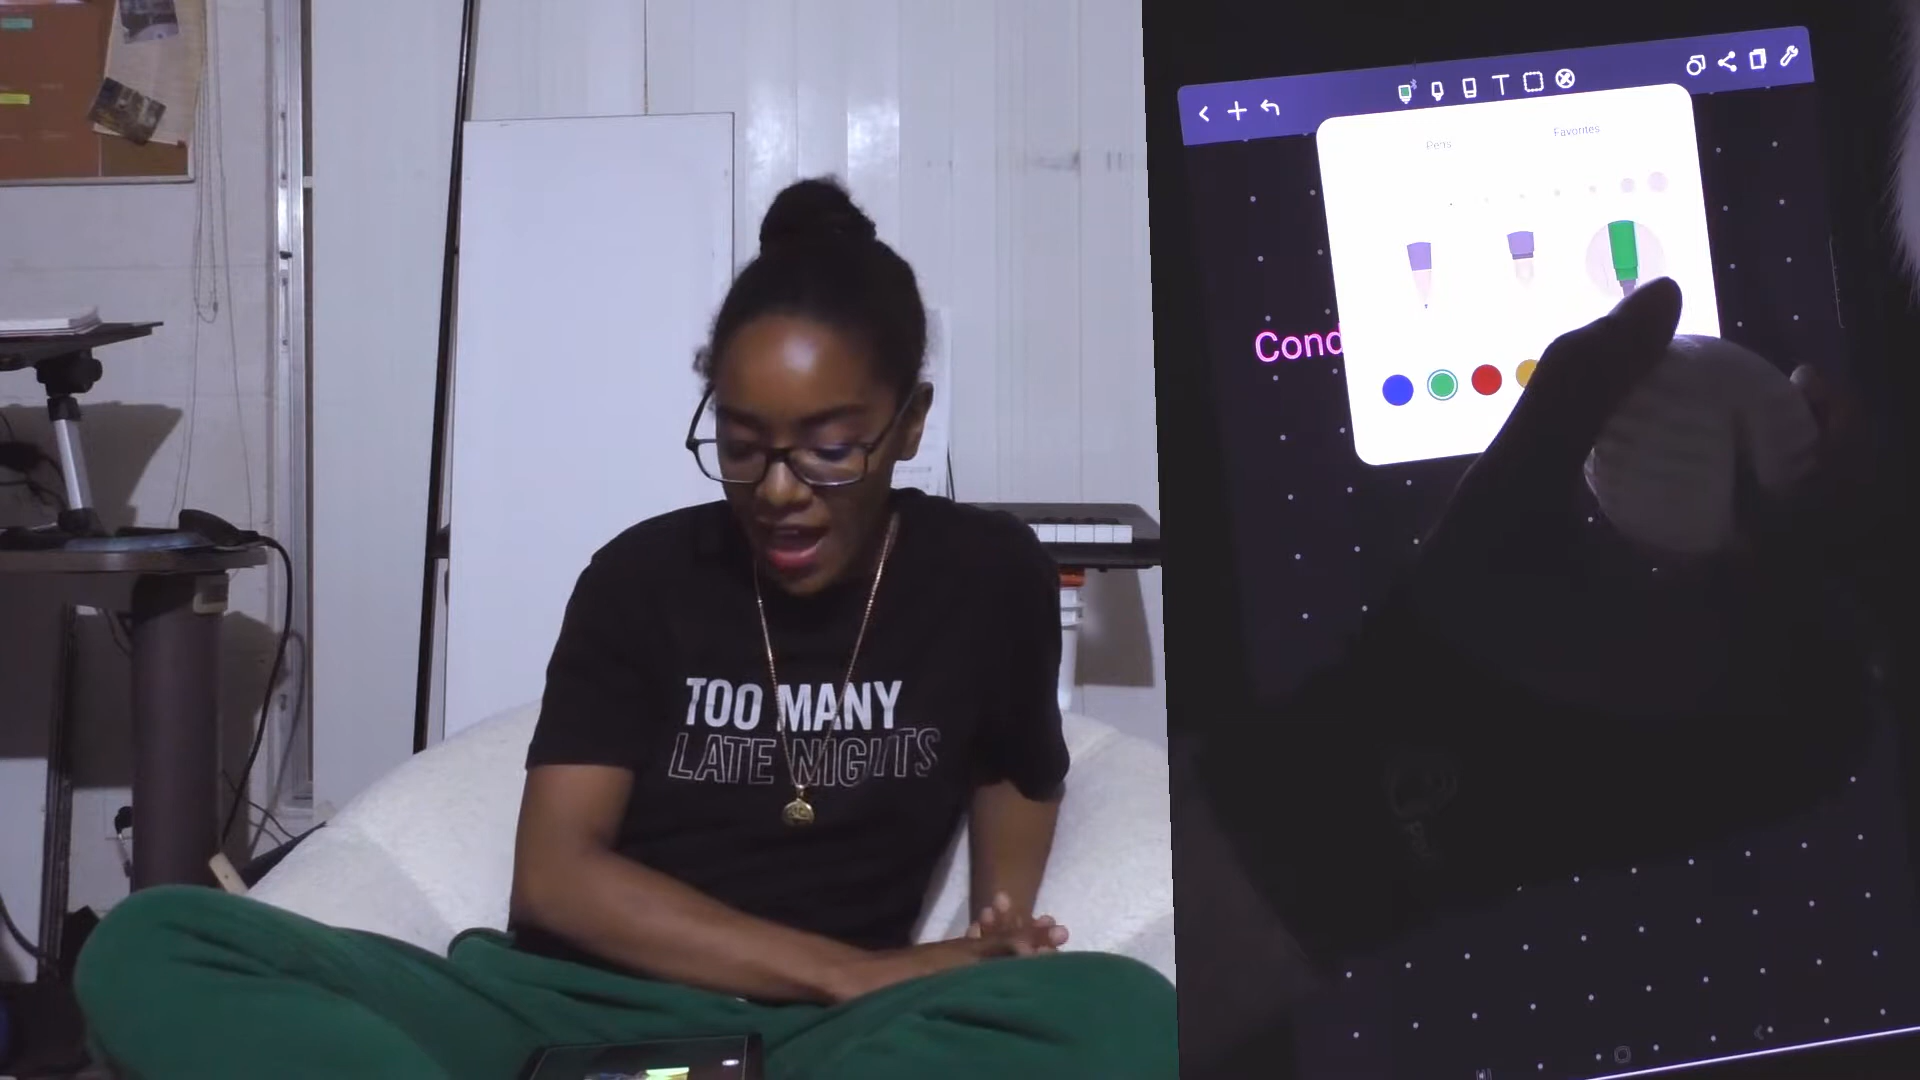 TOO MANY
LATE NIGHTS
Pens
Favorites
T
Cond